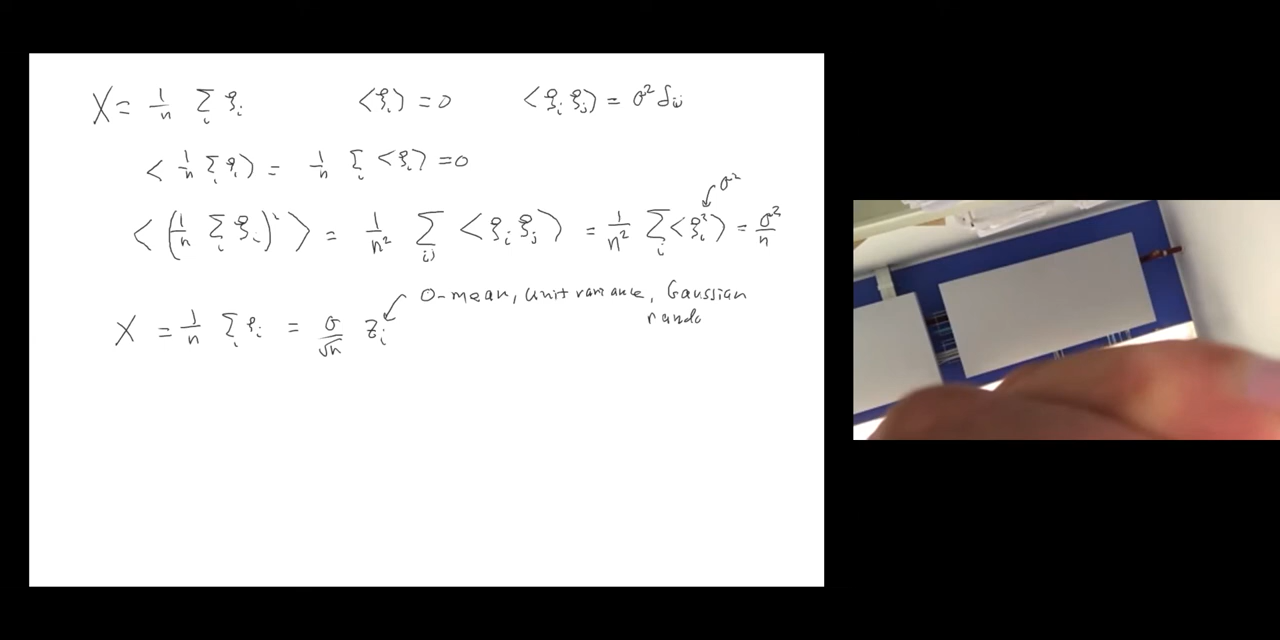 X = 1/n Σ_i ξ_i    <ξ_i> = 0    <ξ_i ξ_j> = σ² δ_ij
< 1/n Σ_i ξ_i > = 1/n Σ_i <ξ_i> = 0
σ²
< ( 1/n Σ_i ξ_i )² > = 1/n² Σ_ij < ξ_i ξ_j > = 1/n² Σ_i < ξ_i² > = σ²/n
0-mean, unit variance, Gaussian
rando
X = 1/n Σ_i ξ_i = σ/√n z_i